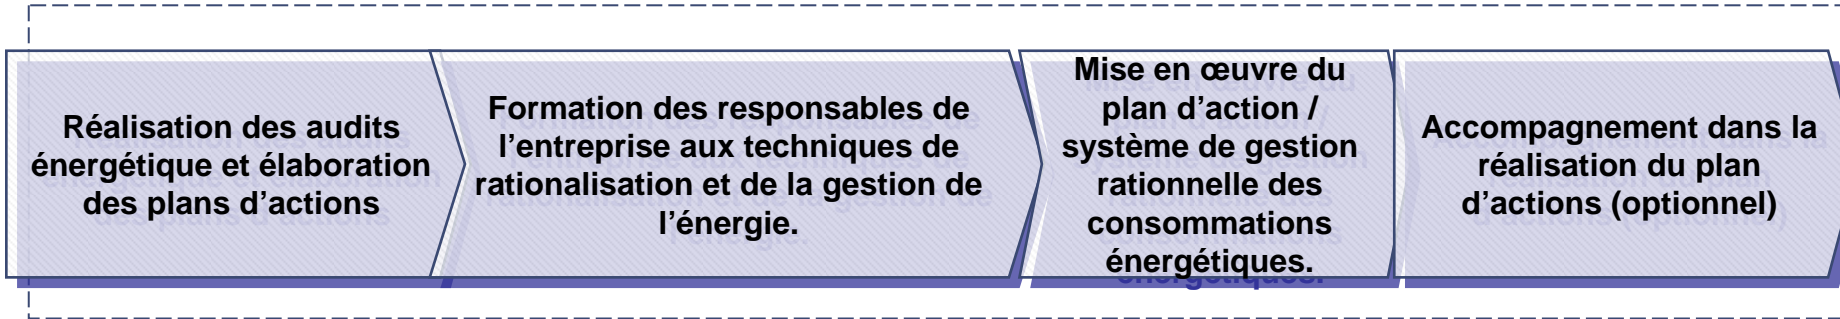 Réalisation des audits
énergétique et élaboration
des plans d’actions
Formation des responsables de
l’entreprise aux techniques de
rationalisation et de la gestion de
l’énergie.
Mise en œuvre du
plan d’action /
système de gestion
rationnelle des
consommations
énergétiques.
Accompagnement dans la
réalisation du plan
d’actions (optionnel)